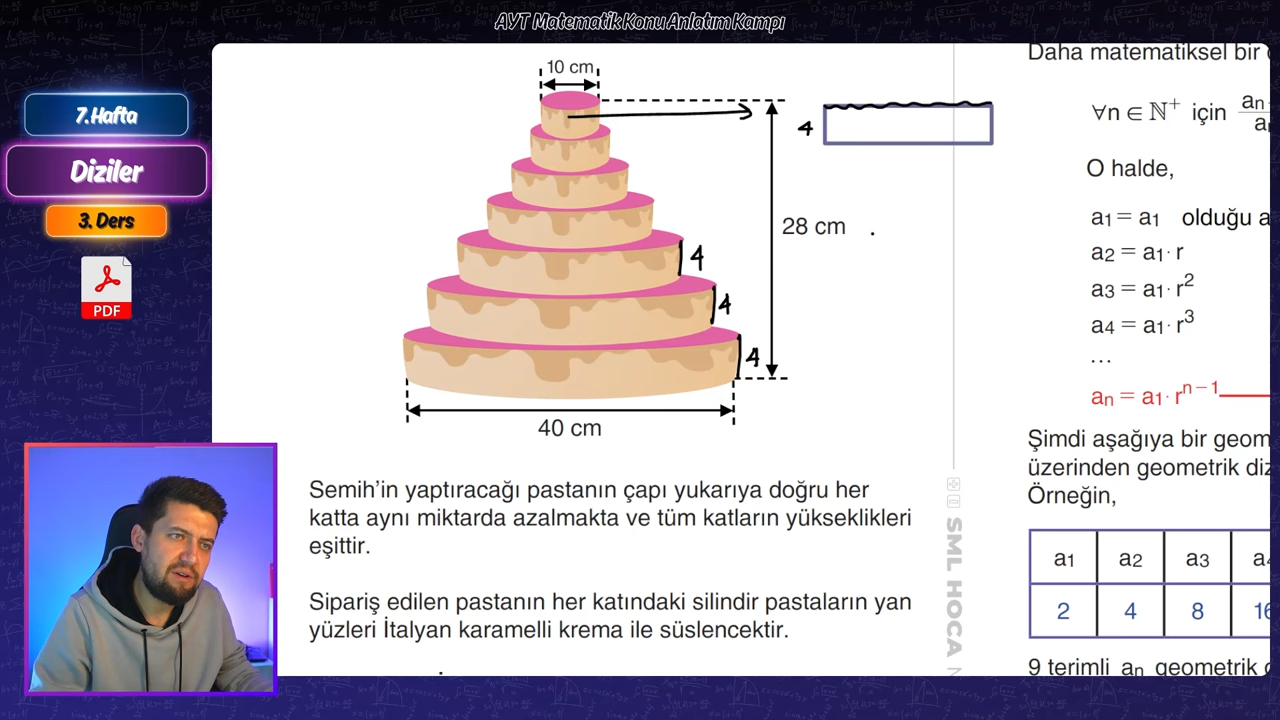 AYT Matematik Konu Anlatım Kampı
7.Hafta
Diziler
3. Ders
PDF
10 cm
4
28 cm
4
4
4
40 cm
Semih'in yaptıracağı pastanın çapı yukarıya doğru her
katta aynı miktarda azalmakta ve tüm katların yükseklikleri
eşittir.
Sipariş edilen pastanın her katındaki silindir pastaların yan
yüzleri İtalyan karamelli krema ile süslencektir.
SML HOCA
Daha matematiksel bir
∀n ∈ ℕ⁺ için
O halde,
a₁ = a₁ olduğu a
a₂ = a₁· r
a₃ = a₁· r²
a₄ = a₁· r³
...
aₙ = a₁· rⁿ⁻¹
Şimdi aşağıya bir geom
üzerinden geometrik diz
Örneğin,
a₁ a₂ a₃ a₄
2 4 8 16
9 terimli aₙ geometrik